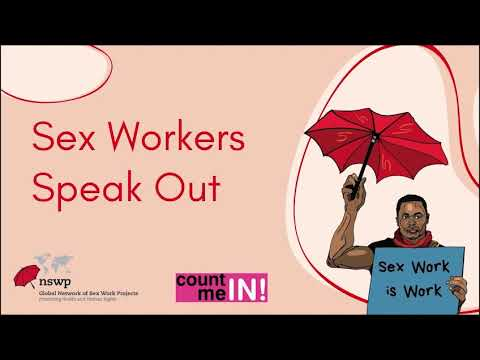 Sex Workers
Speak Out
Sex Work
is Work
nswp
Global Network of Sex Work Projects
Promoting Health and Human Rights
count
me IN!